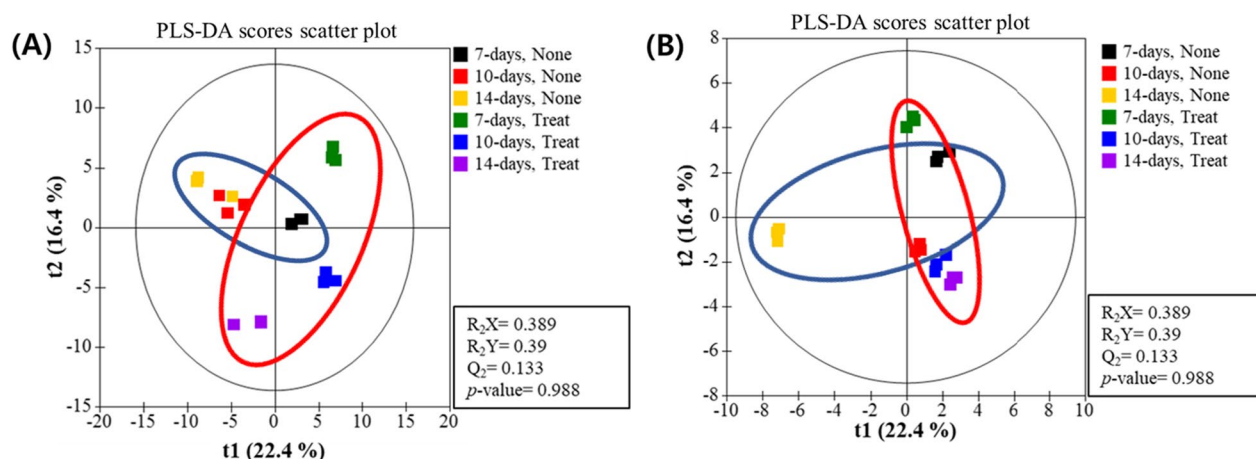 (A)
PLS-DA scores scatter plot
15
10
5
0
-5
-10
-15
-20 -15 -10 -5 0 5 10 15 20
t2 (16.4 %)
t1 (22.4 %)
7-days, None
10-days, None
14-days, None
7-days, Treat
10-days, Treat
14-days, Treat
R2X= 0.389
R2Y= 0.39
Q2= 0.133
p-value= 0.988
(B)
PLS-DA scores scatter plot
8
6
4
2
0
-2
-4
-6
-8
-10 -8 -6 -4 -2 0 2 4 6 8 10
t2 (16.4 %)
t1 (22.4 %)
7-days, None
10-days, None
14-days, None
7-days, Treat
10-days, Treat
14-days, Treat
R2X= 0.389
R2Y= 0.39
Q2= 0.133
p-value= 0.988